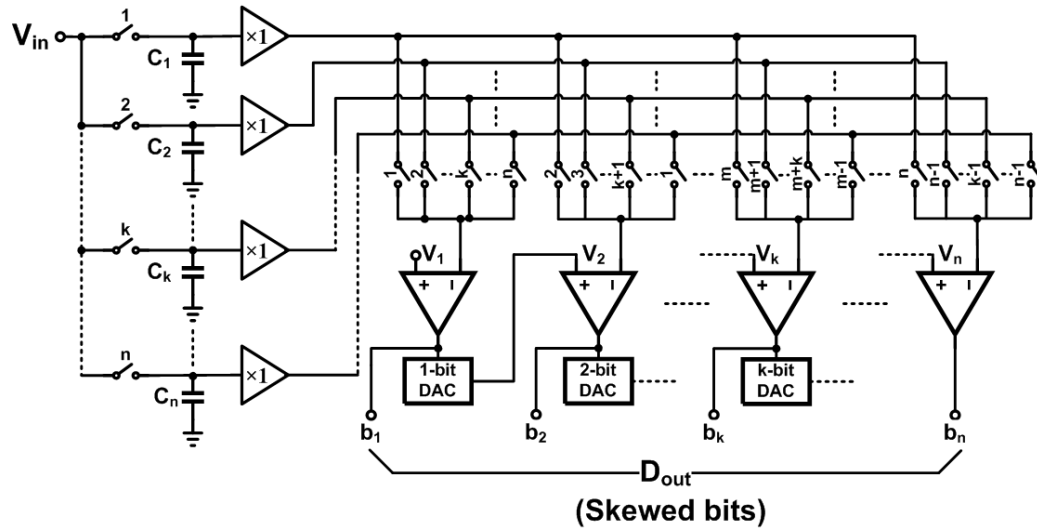 V_in 1 C_1 ×1
2 C_2 ×1
k C_k ×1
n C_n ×1
1 2 k n 2 3 k+1 1 m m+1 m+k m-1 n n-1 k-1 n-1
V_1 V_2 V_k V_n
+ − + − + − + −
1-bit DAC 2-bit DAC k-bit DAC
b_1 b_2 b_k b_n
D_out
(Skewed bits)